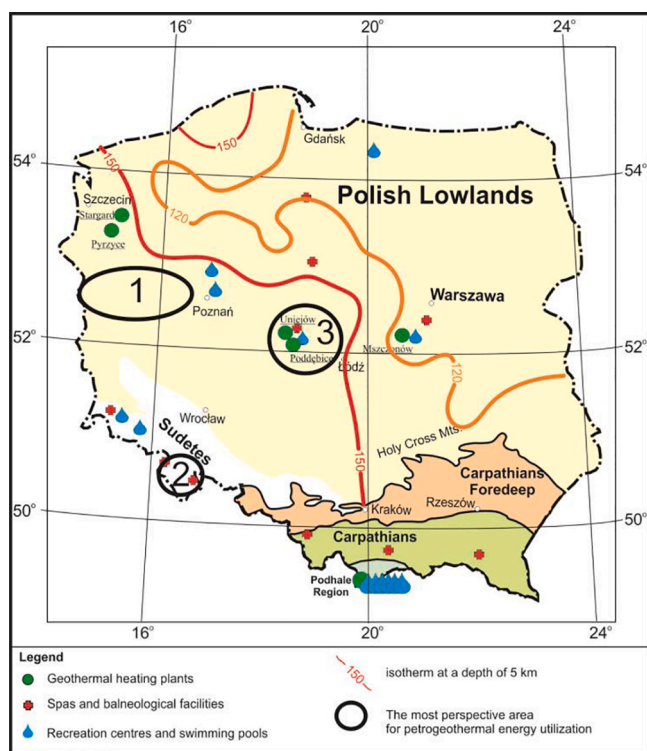 16°
20°
24°
150
Gdańsk
54°
54°
150
Polish Lowlands
Szczecin
120
Stargard
Pyrzyce
1
Warszawa
Poznań
Uniejów
3
52°
Poddębice
Mszczonów
52°
Łódź
120
Wrocław
Sudetes
Holy Cross Mts.
150
Carpathians
Foredeep
2
Rzeszów
50°
Kraków
50°
Carpathians
Podhale
Region
16°
20°
24°
Legend
Geothermal heating plants
150
isotherm at a depth of 5 km
Spas and balneological facilities
The most perspective area
for petrogeothermal energy utilization
Recreation centres and swimming pools